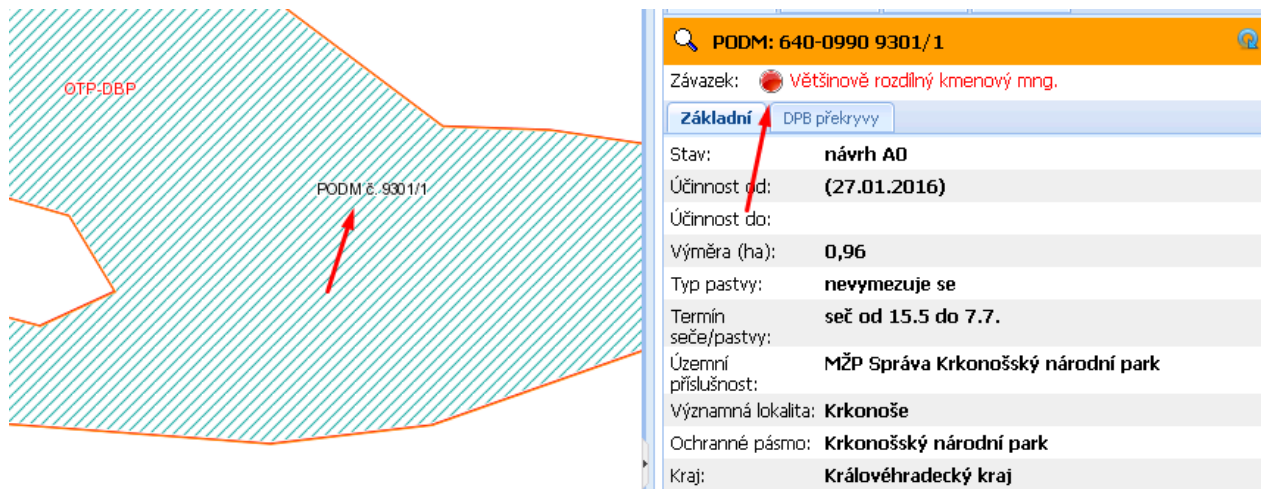 OTP-DBP
PODM č. 9301/1
PODM: 640-0990 9301/1
Závazek: Většinově rozdílný kmenový mng.
Základní DPB překryvy
Stav: návrh AO
Účinnost od: (27.01.2016)
Účinnost do:
Výměra (ha): 0,96
Typ pastvy: nevymezuje se
Termín seč od 15.5 do 7.7.
seče/pastvy:
Územní MŽP Správa Krkonošský národní park
příslušnost:
Významná lokalita: Krkonoše
Ochranné pásmo: Krkonošský národní park
Kraj: Královéhradecký kraj